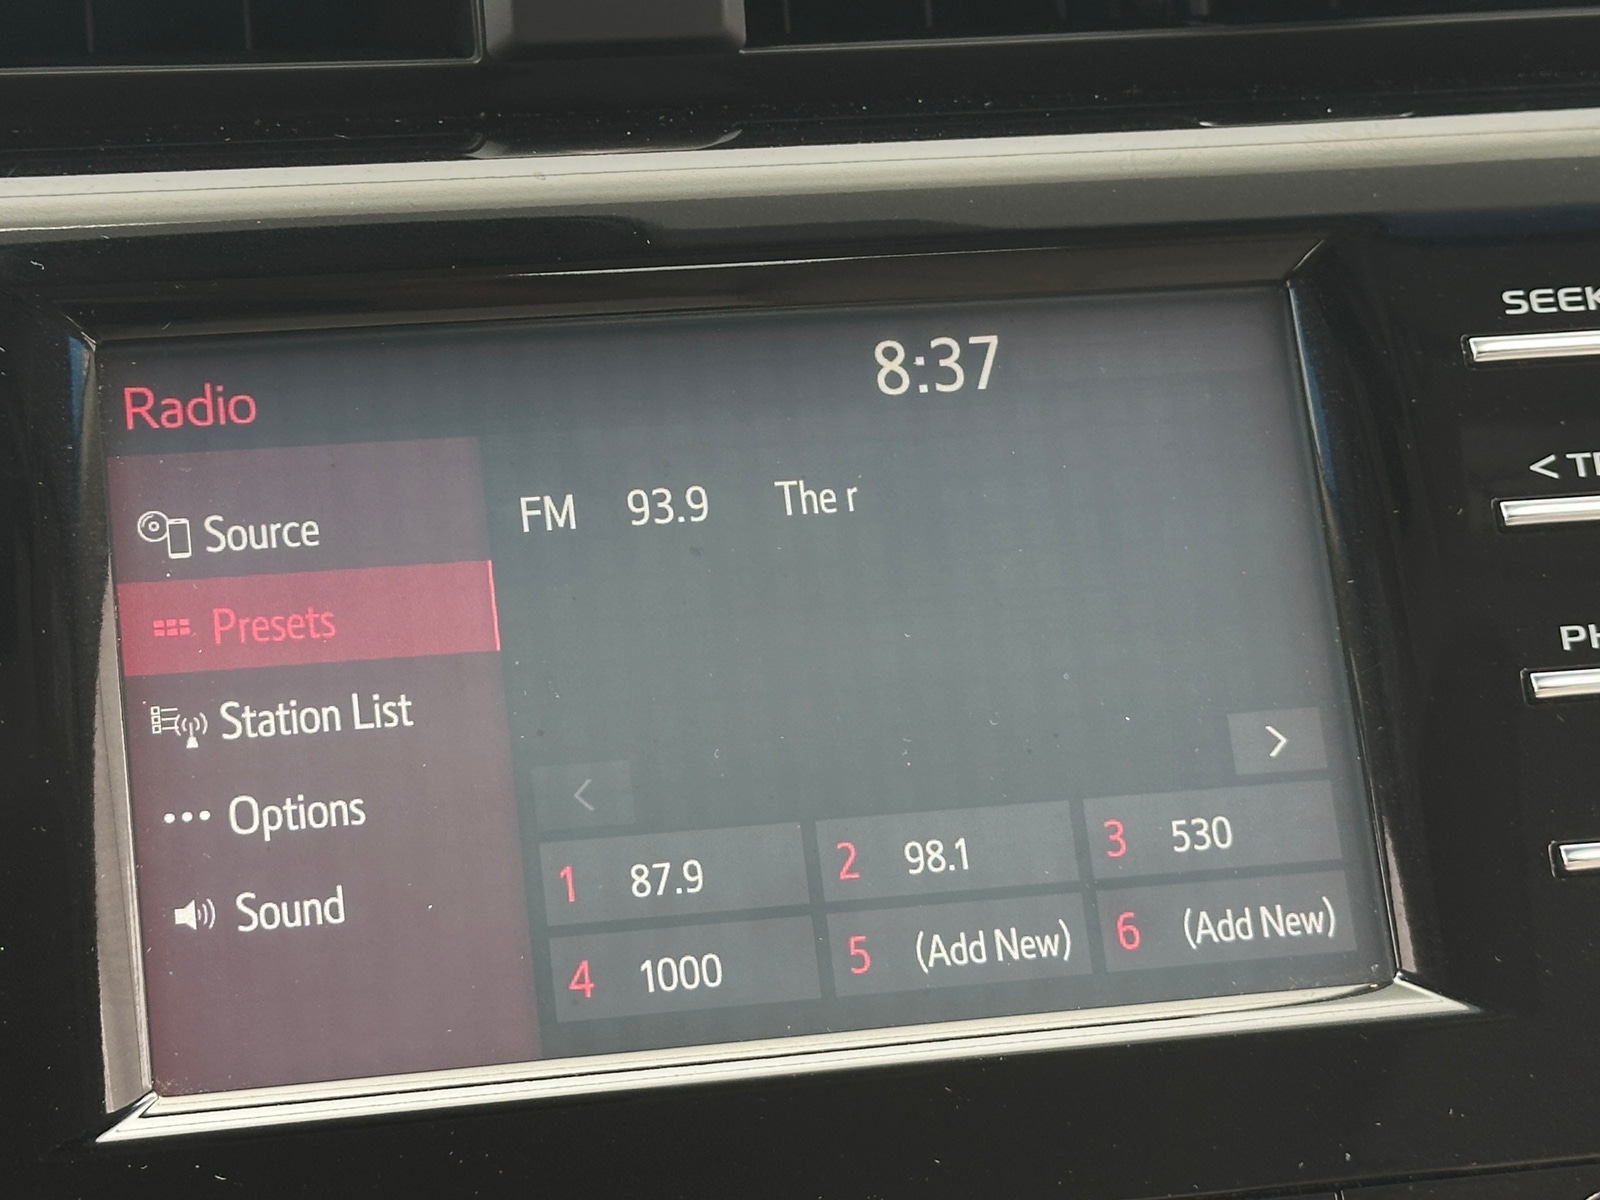 8:37
Radio
FM 93.9 The r
Source
Presets
Station List
Options
Sound
<
>
1 87.9
2 98.1
3 530
4 1000
5 (Add New)
6 (Add New)
SEEK
< T
PH